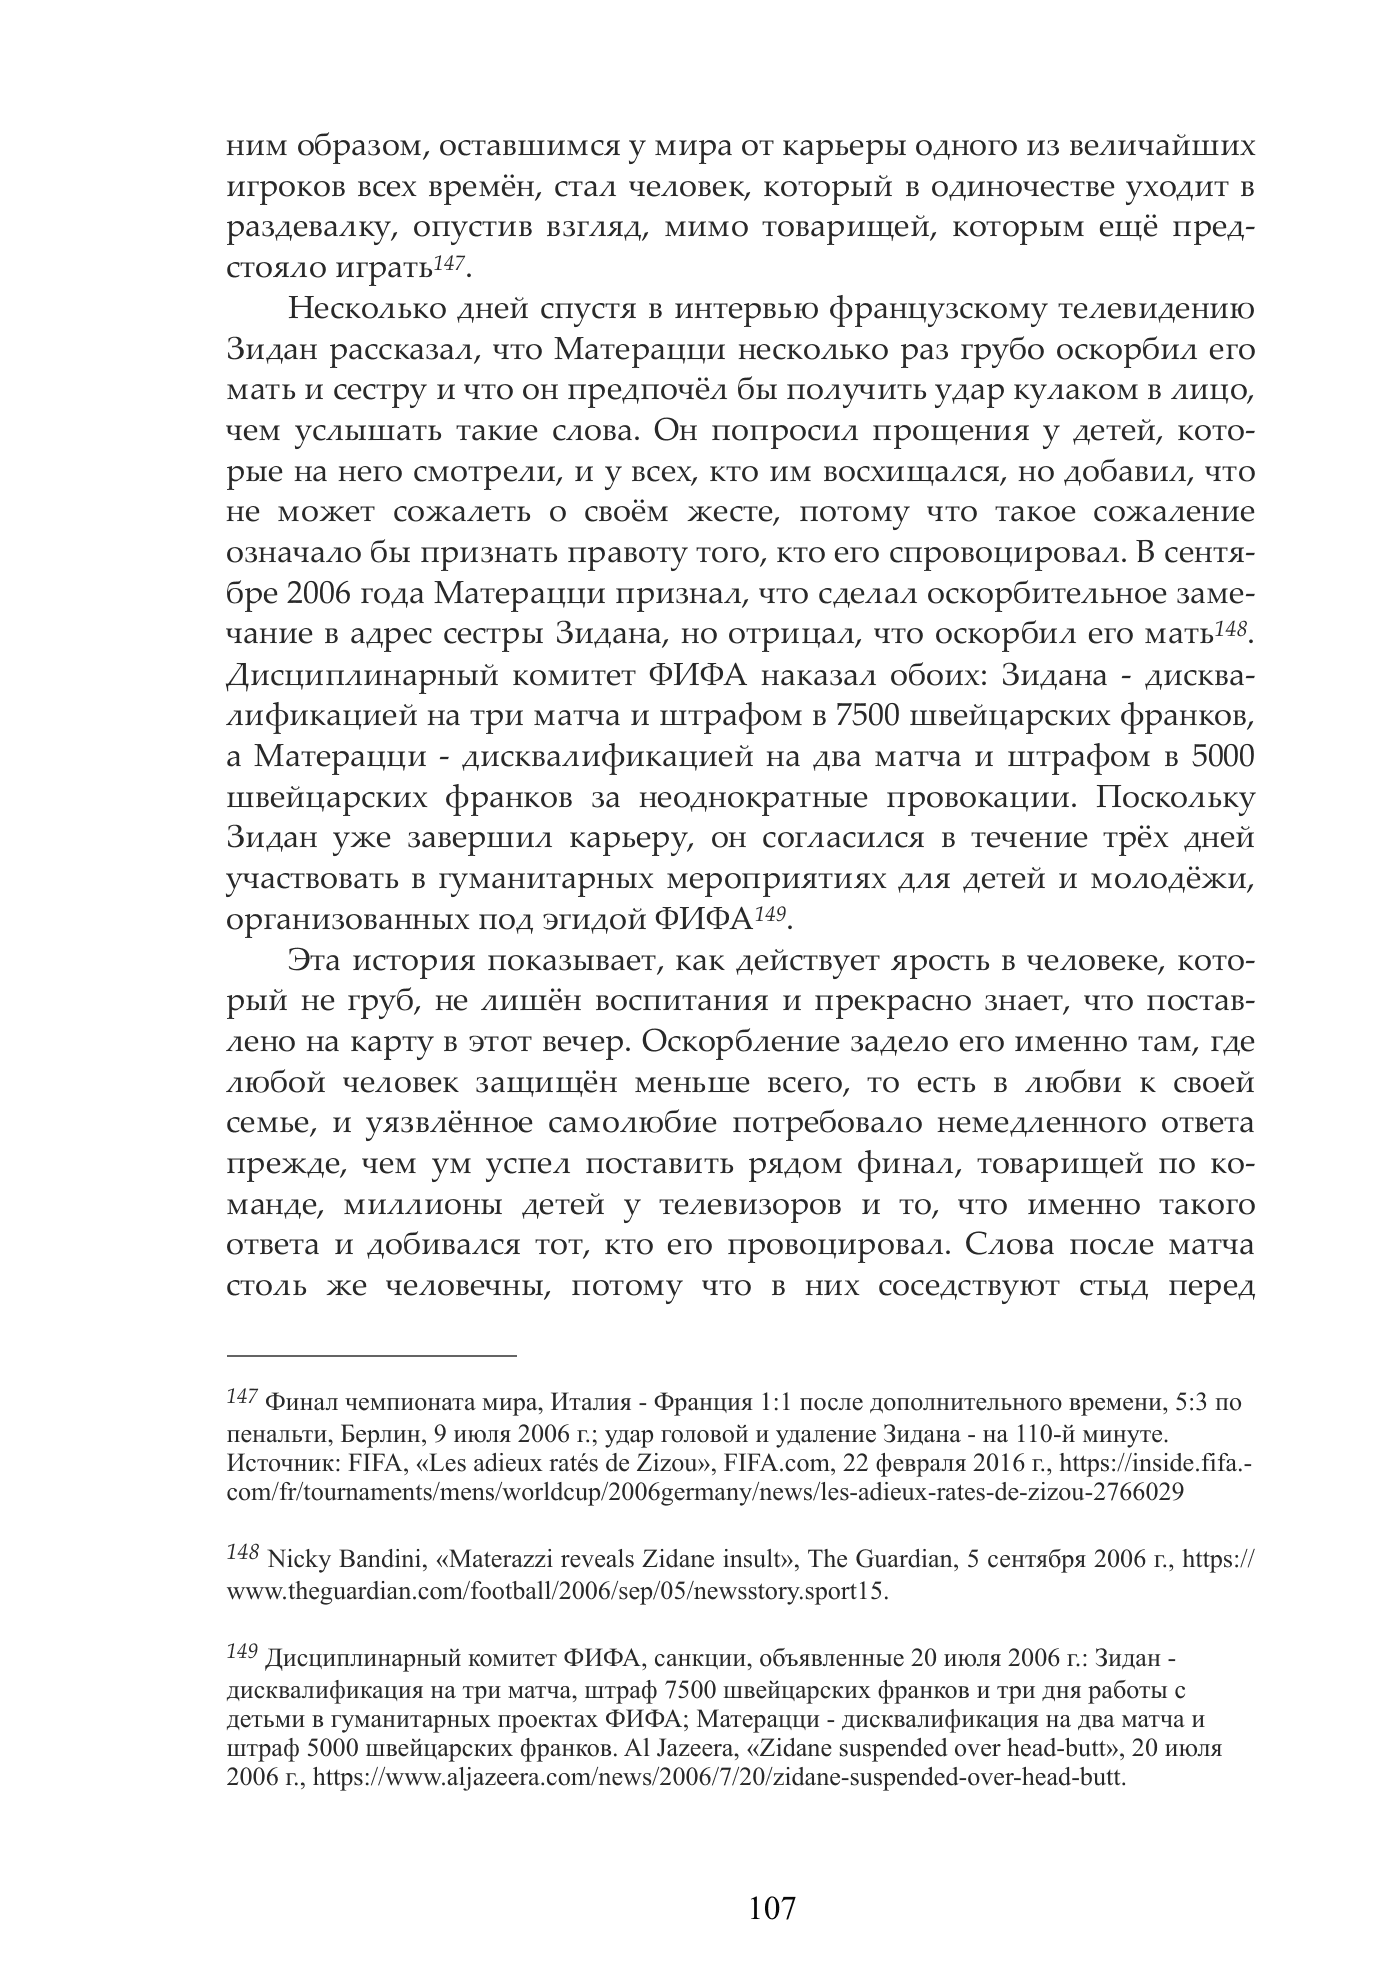 ним образом, оставшимся у мира от карьеры одного из величайших
игроков всех времён, стал человек, который в одиночестве уходит в
раздевалку, опустив взгляд, мимо товарищей, которым ещё пред-
стояло играть147.
Несколько дней спустя в интервью французскому телевидению
Зидан рассказал, что Матерацци несколько раз грубо оскорбил его
мать и сестру и что он предпочёл бы получить удар кулаком в лицо,
чем услышать такие слова. Он попросил прощения у детей, кото-
рые на него смотрели, и у всех, кто им восхищался, но добавил, что
не может сожалеть о своём жесте, потому что такое сожаление
означало бы признать правоту того, кто его спровоцировал. В сентя-
бре 2006 года Матерацци признал, что сделал оскорбительное заме-
чание в адрес сестры Зидана, но отрицал, что оскорбил его мать148.
Дисциплинарный комитет ФИФА наказал обоих: Зидана - дисква-
лификацией на три матча и штрафом в 7500 швейцарских франков,
а Матерацци - дисквалификацией на два матча и штрафом в 5000
швейцарских франков за неоднократные провокации. Поскольку
Зидан уже завершил карьеру, он согласился в течение трёх дней
участвовать в гуманитарных мероприятиях для детей и молодёжи,
организованных под эгидой ФИФА149.
Эта история показывает, как действует ярость в человеке, кото-
рый не груб, не лишён воспитания и прекрасно знает, что постав-
лено на карту в этот вечер. Оскорбление задело его именно там, где
любой человек защищён меньше всего, то есть в любви к своей
семье, и уязвлённое самолюбие потребовало немедленного ответа
прежде, чем ум успел поставить рядом финал, товарищей по ко-
манде, миллионы детей у телевизоров и то, что именно такого
ответа и добивался тот, кто его провоцировал. Слова после матча
столь же человечны, потому что в них соседствуют стыд перед
147 Финал чемпионата мира, Италия - Франция 1:1 после дополнительного времени, 5:3 по
пенальти, Берлин, 9 июля 2006 г.; удар головой и удаление Зидана - на 110-й минуте.
Источник: FIFA, «Les adieux ratés de Zizou», FIFA.com, 22 февраля 2016 г., https://inside.fifa.-
com/fr/tournaments/mens/worldcup/2006germany/news/les-adieux-rates-de-zizou-2766029
148 Nicky Bandini, «Materazzi reveals Zidane insult», The Guardian, 5 сентября 2006 г., https://
www.theguardian.com/football/2006/sep/05/newsstory.sport15.
149 Дисциплинарный комитет ФИФА, санкции, объявленные 20 июля 2006 г.: Зидан -
дисквалификация на три матча, штраф 7500 швейцарских франков и три дня работы с
детьми в гуманитарных проектах ФИФА; Матерацци - дисквалификация на два матча и
штраф 5000 швейцарских франков. Al Jazeera, «Zidane suspended over head-butt», 20 июля
2006 г., https://www.aljazeera.com/news/2006/7/20/zidane-suspended-over-head-butt.
107